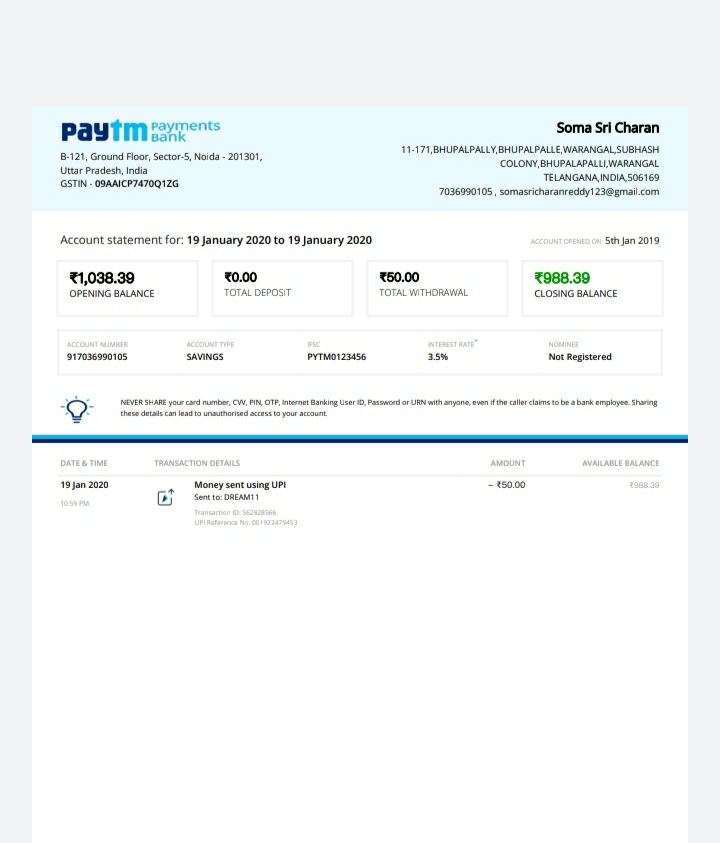 paytm Payments Bank
B-121, Ground Floor, Sector-5, Noida - 201301,
Uttar Pradesh, India
GSTIN - 09AAICP7470Q1ZG
Soma Sri Charan
11-171,BHUPALPALLY,BHUPALPALLE,WARANGAL,SUBHASH
COLONY,BHUPALAPALLI,WARANGAL
TELANGANA,INDIA,506169
7036990105 , somasricharanreddy123@gmail.com
Account statement for: 19 January 2020 to 19 January 2020
ACCOUNT OPENED ON: 5th Jan 2019
₹1,038.39
OPENING BALANCE
₹0.00
TOTAL DEPOSIT
₹50.00
TOTAL WITHDRAWAL
₹988.39
CLOSING BALANCE
ACCOUNT NUMBER
917036990105
ACCOUNT TYPE
SAVINGS
IFSC
PYTM0123456
INTEREST RATE*
3.5%
NOMINEE
Not Registered
NEVER SHARE your card number, CVV, PIN, OTP, Internet Banking User ID, Password or URN with anyone, even if the caller claims to be a bank employee. Sharing
these details can lead to unauthorised access to your account.
DATE & TIME TRANSACTION DETAILS AMOUNT AVAILABLE BALANCE
19 Jan 2020 Money sent using UPI – ₹50.00 ₹988.39
Sent to: DREAM11
10:59 PM
Transaction ID: 562828566
UPI Reference No: 001922479453